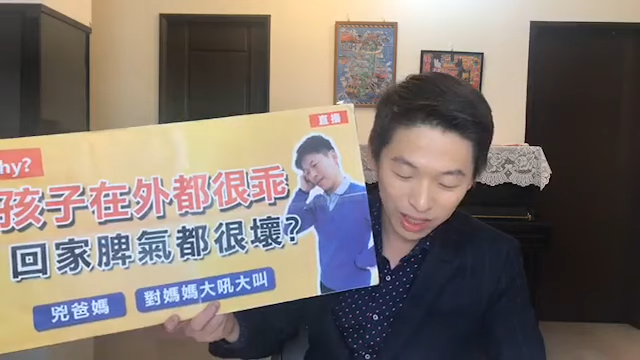 hy?
直播
孩子在外都很乖
回家脾氣都很壞?
兇爸媽
對媽媽大吼大叫